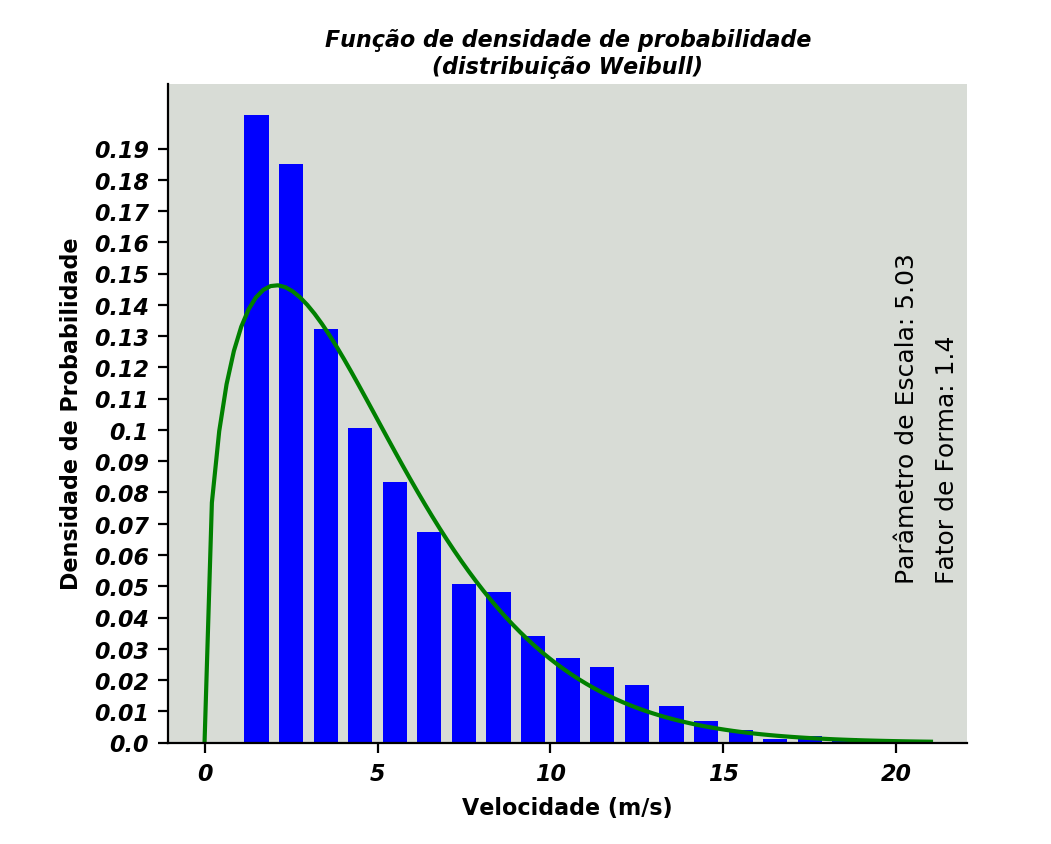 Função de densidade de probabilidade
(distribuição Weibull)
Densidade de Probabilidade
0.19
0.18
0.17
0.16
0.15
0.14
0.13
0.12
0.11
0.1
0.09
0.08
0.07
0.06
0.05
0.04
0.03
0.02
0.01
0.0
Parâmetro de Escala: 5.03
Fator de Forma: 1.4
0 5 10 15 20
Velocidade (m/s)